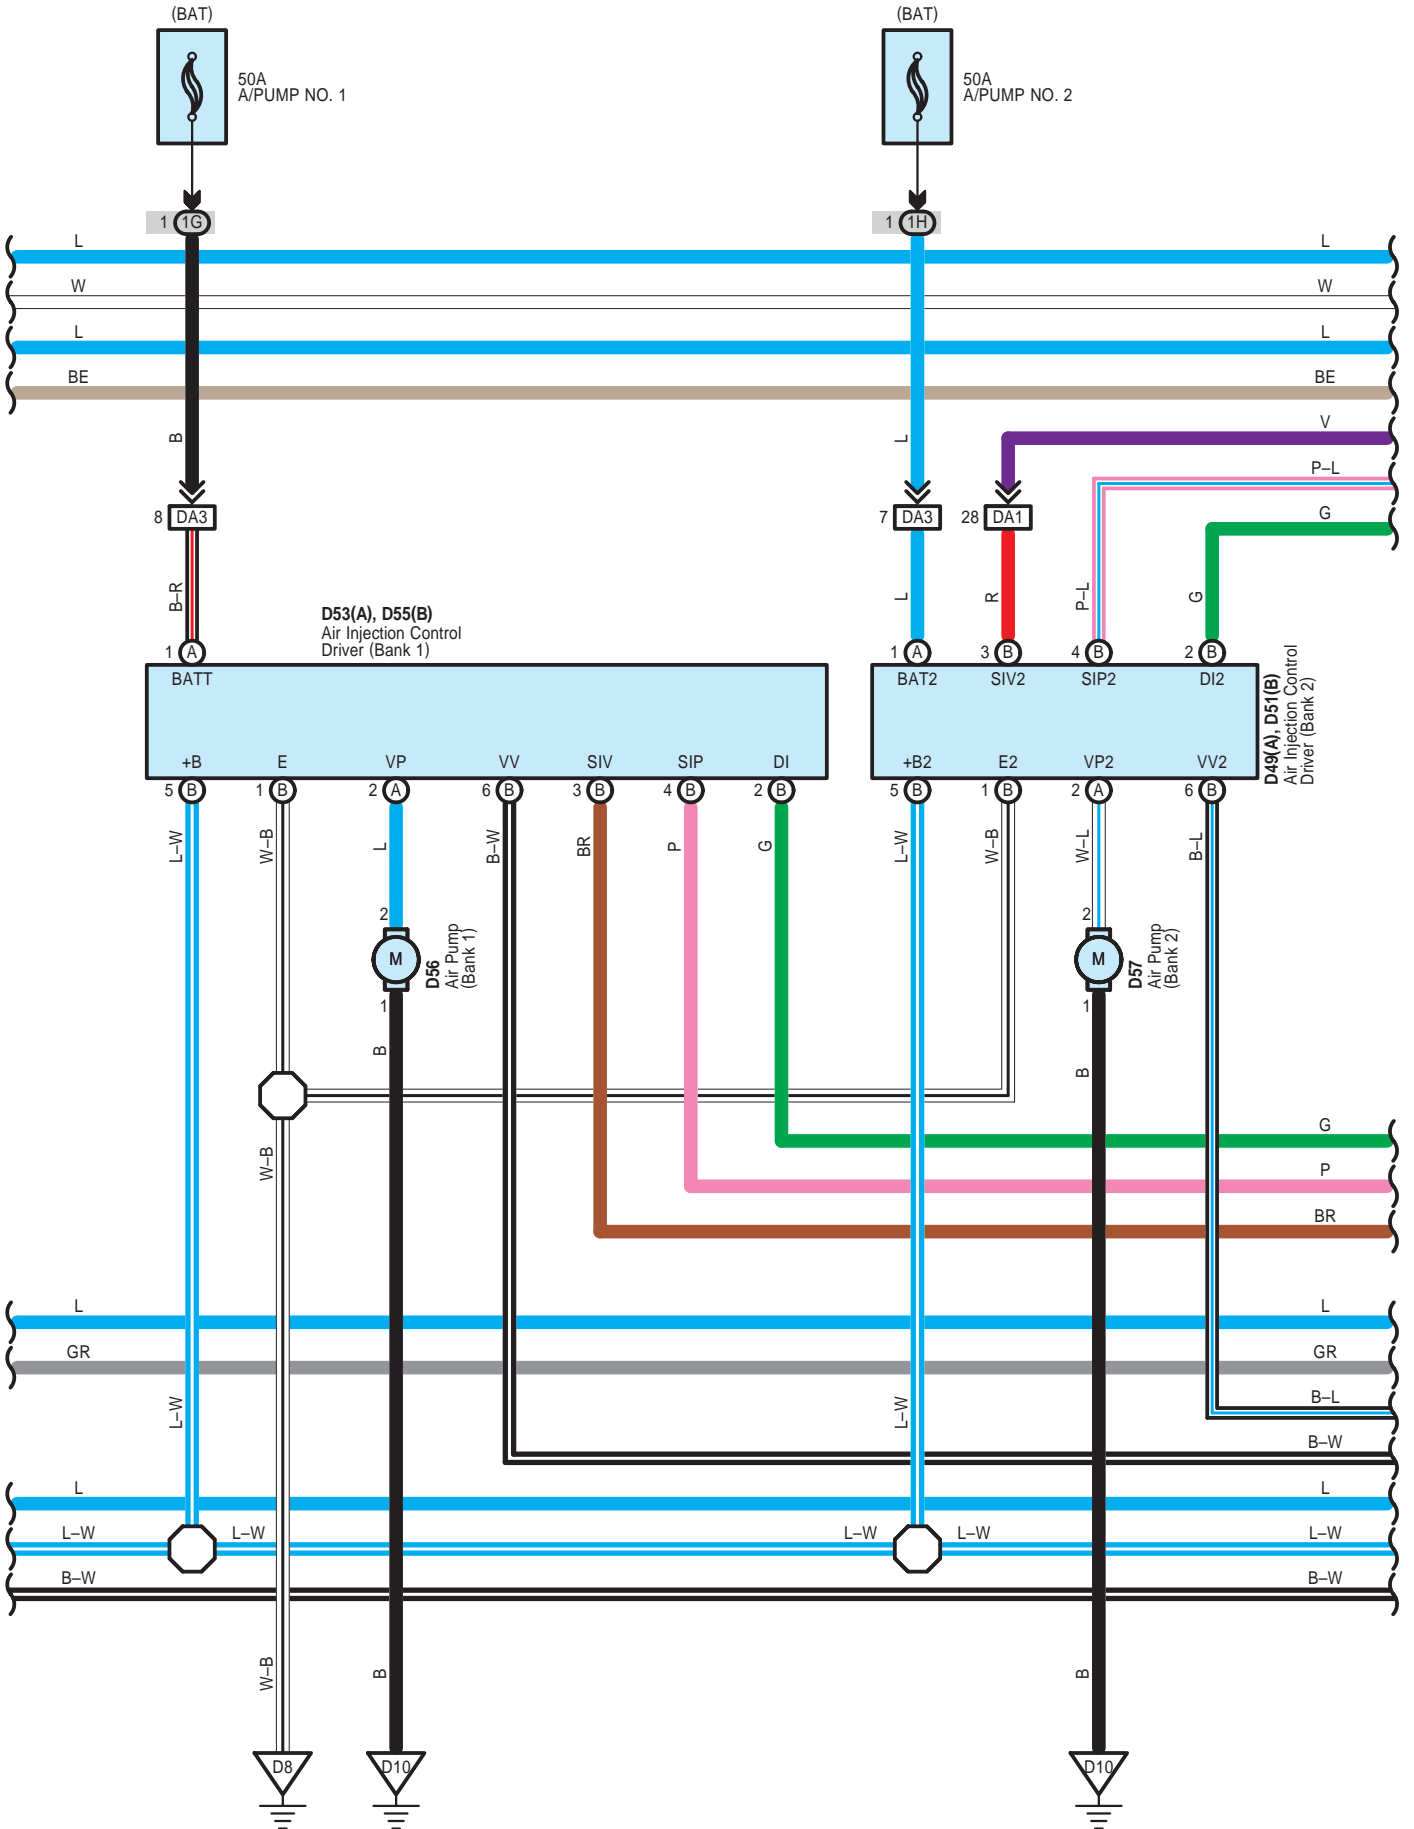 (BAT)
(BAT)
50A
A/PUMP NO. 1
50A
A/PUMP NO. 2
1 1G
1 1H
L
L
W
W
L
L
BE
BE
V
B
L
P–L
G
8 DA3
7 DA3
28 DA1
B–R
L
R
P–L
G
D53(A), D55(B)
Air Injection Control
Driver (Bank 1)
1 A
1 A
3 B
4 B
2 B
BATT
BAT2
SIV2
SIP2
DI2
D49(A), D51(B)
Air Injection Control
Driver (Bank 2)
+B
E
VP
VV
SIV
SIP
DI
+B2
E2
VP2
VV2
5 B
1 B
2 A
6 B
3 B
4 B
2 B
5 B
1 B
2 A
6 B
L–W
W–B
L
B–W
BR
P
G
L–W
W–B
W–L
B–L
2
2
M
M
D56
Air Pump
(Bank 1)
D57
Air Pump
(Bank 2)
1
1
B
B
W–B
G
P
BR
L
L
GR
GR
L–W
L–W
B–L
B–W
L
L
L–W
L–W
L–W
L–W
L–W
B–W
B–W
W–B
B
B
D8
D10
D10